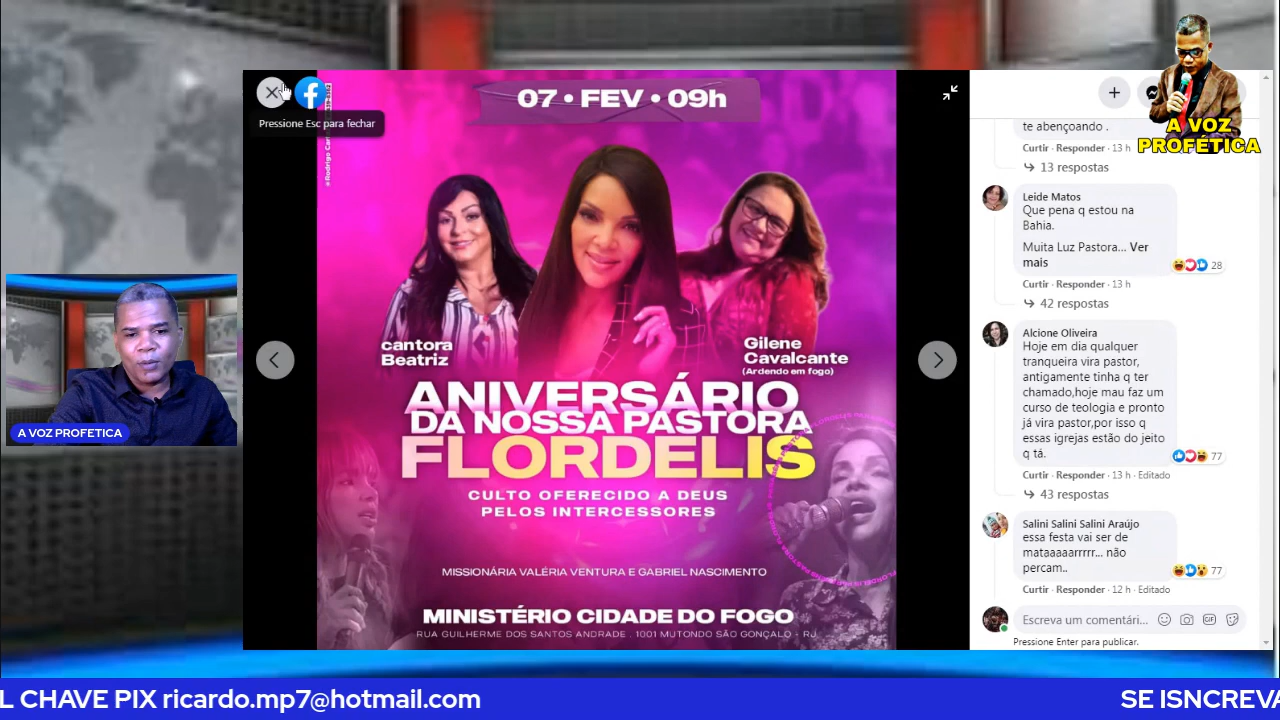 07 • FEV • 09h
Pressione Esc para fechar
cantora
Beatriz
Gilene
Cavalcante
(Ardendo em fogo)
ANIVERSÁRIO
DA NOSSA PASTORA
FLORDELIS
CULTO OFERECIDO A DEUS
PELOS INTERCESSORES
MISSIONÁRIA VALÉRIA VENTURA E GABRIEL NASCIMENTO
MINISTÉRIO CIDADE DO FOGO
RUA GUILHERME DOS SANTOS ANDRADE . 1001 MUTONDO SÃO GONÇALO - RJ
A VOZ
PROFÉTICA
te abençoando .
Curtir · Responder · 13 h
13 respostas
Leide Matos
Que pena q estou na
Bahia.
Muita Luz Pastora... Ver
mais
28
Curtir · Responder · 13 h
42 respostas
Alcione Oliveira
Hoje em dia qualquer
tranqueira vira pastor,
antigamente tinha q ter
chamado,hoje mau faz um
curso de teologia e pronto
já vira pastor,por isso q
essas igrejas estão do jeito
q tá.
77
Curtir · Responder · 13 h · Editado
43 respostas
Salini Salini Salini Araújo
essa festa vai ser de
mataaaaarrrrr... não
percam..
77
Curtir · Responder · 12 h · Editado
Escreva um comentári...
GIF
Pressione Enter para publicar.
A VOZ PROFETICA
L CHAVE PIX ricardo.mp7@hotmail.com
SE ISNCREVA